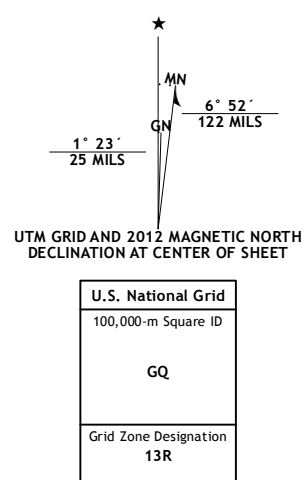 ★
MN
6° 52´
122 MILS
GN
1° 23´
25 MILS
UTM GRID AND 2012 MAGNETIC NORTH
DECLINATION AT CENTER OF SHEET
U.S. National Grid
100,000-m Square ID
GQ
Grid Zone Designation
13R